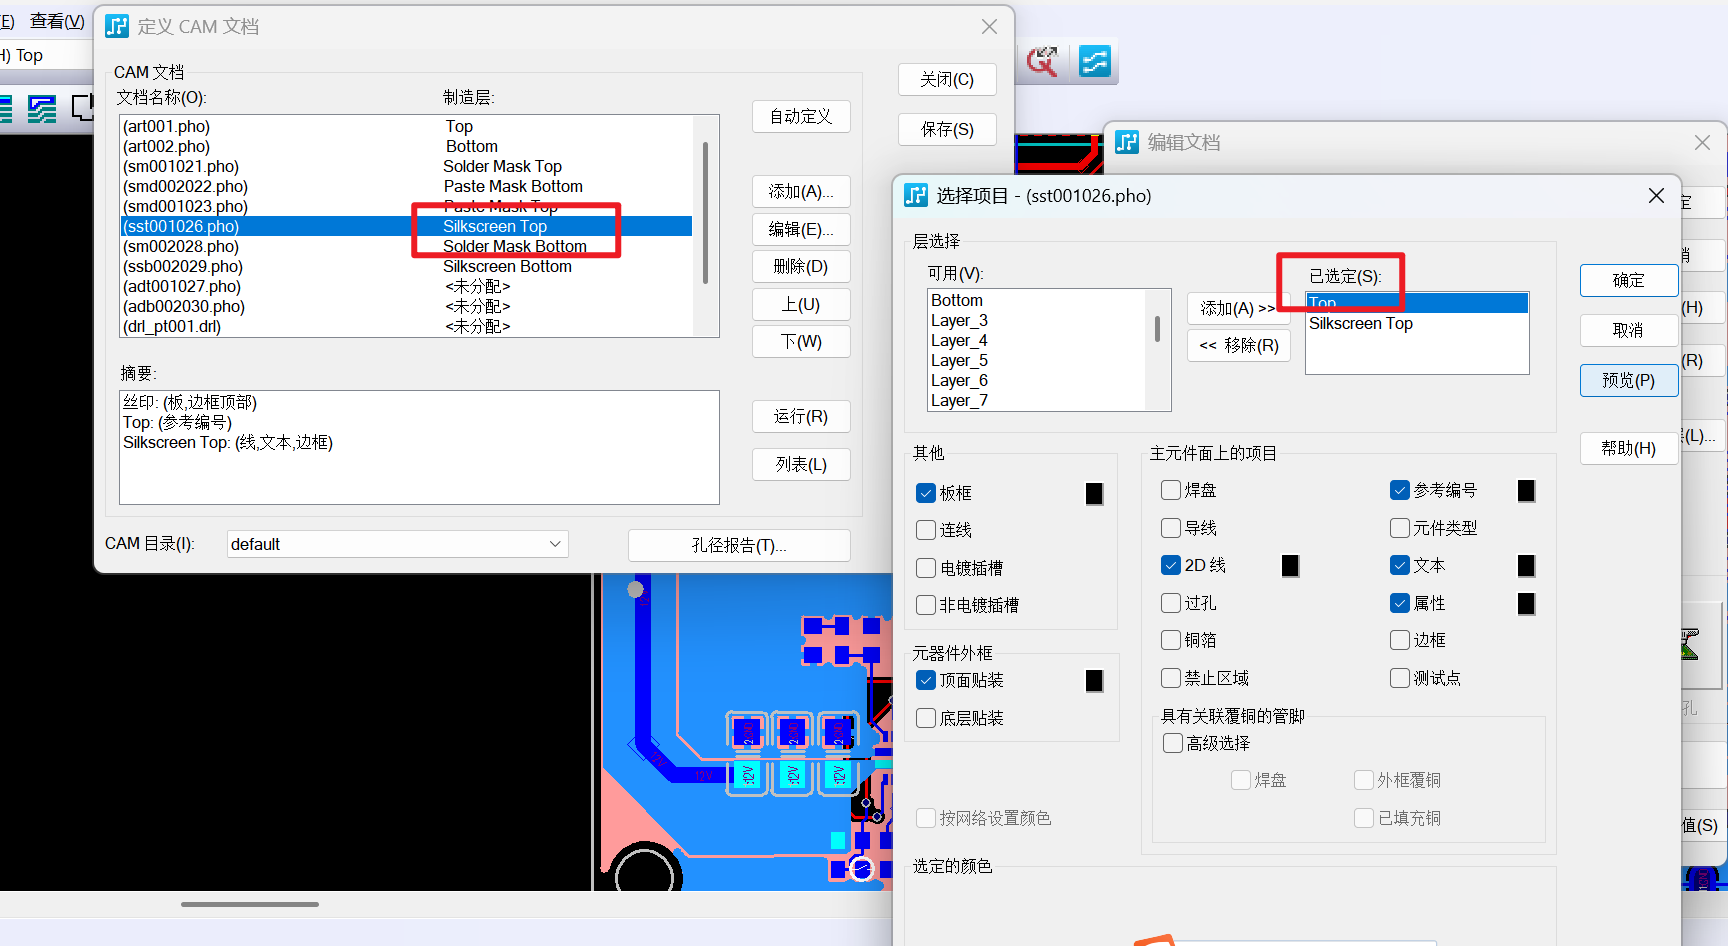 (E) 查看(V)
H) Top
定义 CAM 文档
CAM 文档
文档名称(O):
制造层:
(art001.pho) Top
(art002.pho) Bottom
(sm001021.pho) Solder Mask Top
(smd002022.pho) Paste Mask Bottom
(smd001023.pho) Paste Mask Top
(sst001026.pho) Silkscreen Top
(sm002028.pho) Solder Mask Bottom
(ssb002029.pho) Silkscreen Bottom
(adt001027.pho) <未分配>
(adb002030.pho) <未分配>
(drl_pt001.drl) <未分配>
摘要:
丝印: (板,边框顶部)
Top: (参考编号)
Silkscreen Top: (线,文本,边框)
CAM 目录(I):
default
孔径报告(T)...
自动定义
添加(A)...
编辑(E)...
删除(D)
上(U)
下(W)
运行(R)
列表(L)
关闭(C)
保存(S)
编辑文档
定
消
(H)
(R)
(L)...
孔
值(S)
选择项目 - (sst001026.pho)
层选择
可用(V):
Bottom
Layer_3
Layer_4
Layer_5
Layer_6
Layer_7
添加(A) >>
<< 移除(R)
已选定(S):
Top
Silkscreen Top
确定
取消
预览(P)
帮助(H)
其他
板框
连线
电镀插槽
非电镀插槽
元器件外框
顶面贴装
底层贴装
按网络设置颜色
主元件面上的项目
焊盘
参考编号
导线
元件类型
2D 线
文本
过孔
属性
铜箔
边框
禁止区域
测试点
具有关联覆铜的管脚
高级选择
焊盘
外框覆铜
已填充铜
选定的颜色
12V
12V
12V
12V
12V
12V